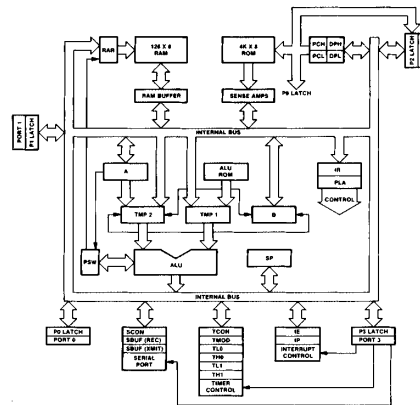 RAR
128 X 8
RAM
4K X 8
ROM
PCH DPH
PCL DPL
P2 LATCH
PORT 2
P0 LATCH
RAM BUFFER
SENSE AMPS
PORT 1
P1 LATCH
INTERNAL BUS
A
ALU
ROM
IR
PLA
CONTROL
TMP 2
TMP 1
B
PSW
ALU
SP
INTERNAL BUS
P0 LATCH
PORT 0
SCON
SBUF (REC)
SBUF (XMIT)
SERIAL
PORT
TCON
TMOD
TL0
TH0
TL1
TH1
TIMER
CONTROL
IE
IP
INTERRUPT
CONTROL
P3 LATCH
PORT 3